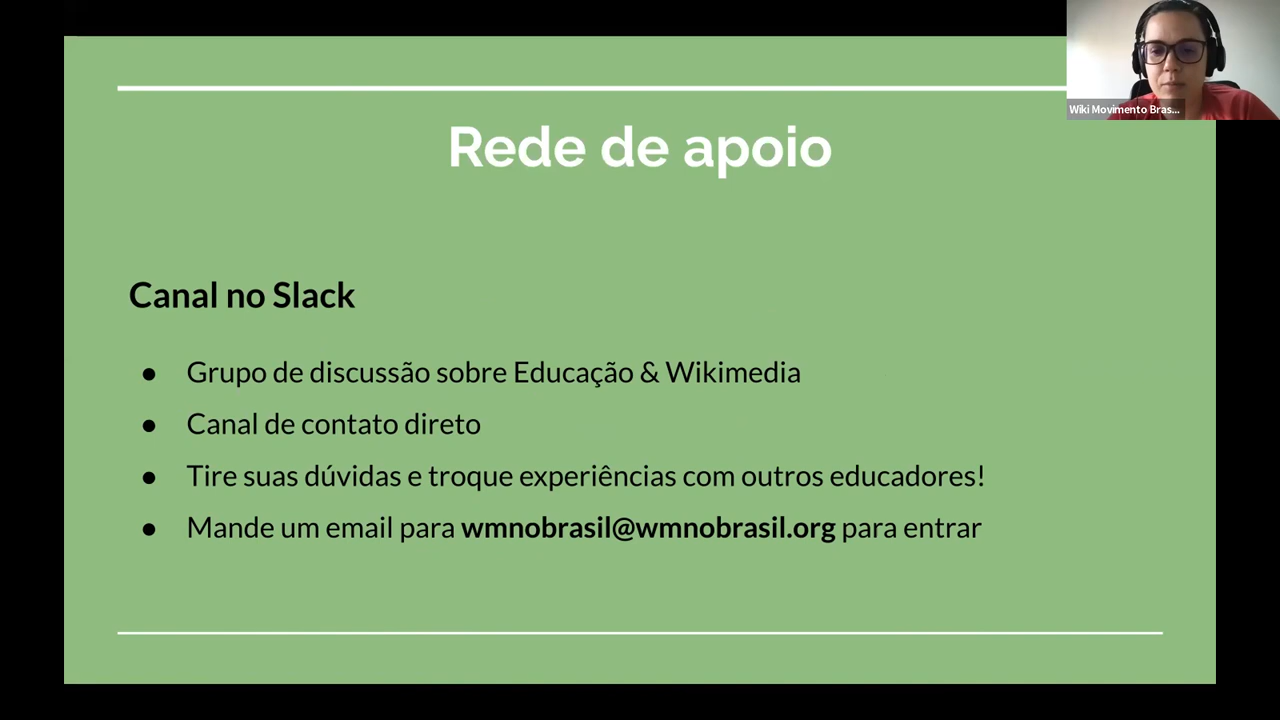 Wiki Movimento Bras...
Rede de apoio
Canal no Slack
● Grupo de discussão sobre Educação & Wikimedia
● Canal de contato direto
● Tire suas dúvidas e troque experiências com outros educadores!
● Mande um email para wmnobrasil@wmnobrasil.org para entrar